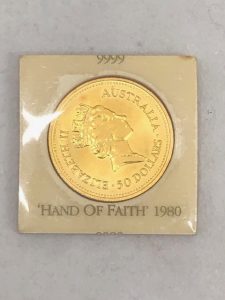 9999
ELIZABETH II AUSTRALIA · 50 DOLLARS ·
'HAND OF FAITH' 1980